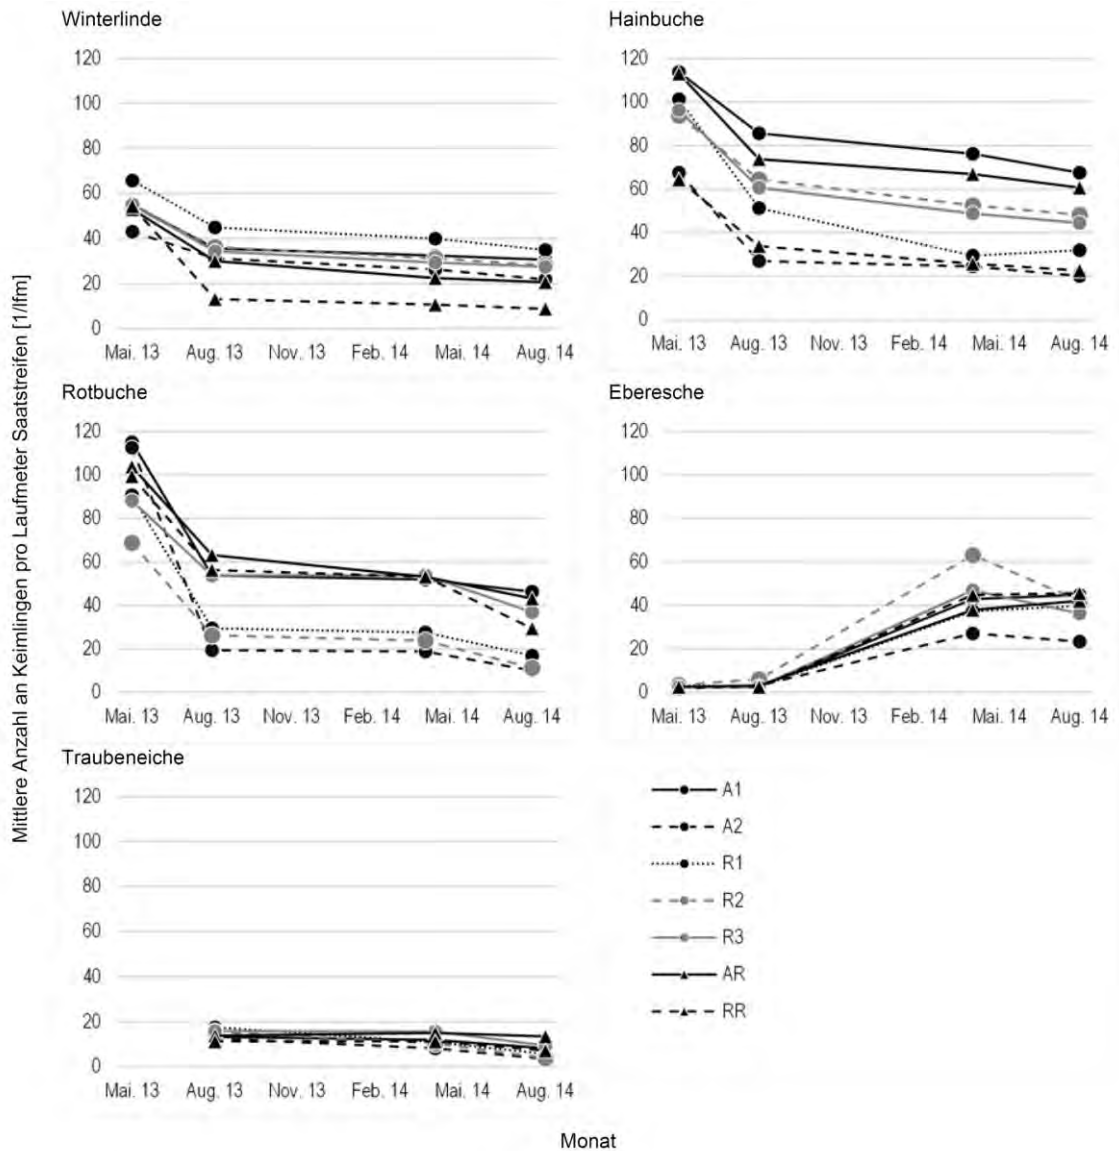 Winterlinde
120
100
80
60
40
20
0
Mai. 13 Aug. 13 Nov. 13 Feb. 14 Mai. 14 Aug. 14
Hainbuche
120
100
80
60
40
20
0
Mai. 13 Aug. 13 Nov. 13 Feb. 14 Mai. 14 Aug. 14
Rotbuche
120
100
80
60
40
20
0
Mai. 13 Aug. 13 Nov. 13 Feb. 14 Mai. 14 Aug. 14
Eberesche
120
100
80
60
40
20
0
Mai. 13 Aug. 13 Nov. 13 Feb. 14 Mai. 14 Aug. 14
Traubeneiche
120
100
80
60
40
20
0
Mai. 13 Aug. 13 Nov. 13 Feb. 14 Mai. 14 Aug. 14
A1
A2
R1
R2
R3
AR
RR
Mittlere Anzahl an Keimlingen pro Laufmeter Saatstreifen [1/lfm]
Monat